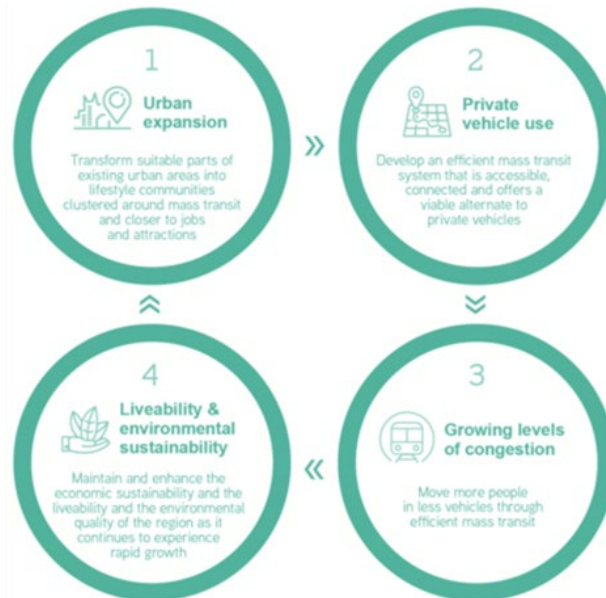 1
Urban
expansion
Transform suitable parts of
existing urban areas into
lifestyle communities
clustered around mass transit
and closer to jobs
and attractions
2
Private
vehicle use
Develop an efficient mass transit
system that is accessible,
connected and offers a
viable alternate to
private vehicles
3
Growing levels
of congestion
Move more people
in less vehicles through
efficient mass transit
4
Liveability &
environmental
sustainability
Maintain and enhance the
economic sustainability and the
liveability and the environmental
quality of the region as it
continues to experience
rapid growth